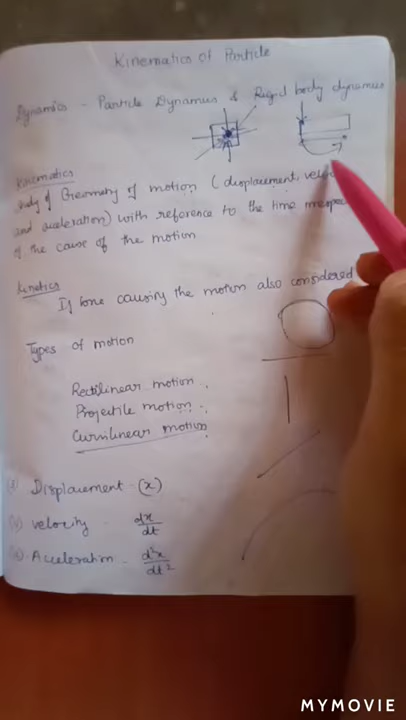 Kinematics of Particle
Dynamics - Particle Dynamics & Rigid body dynamics
Kinematics
study of Geometry of motion (displacement, velo
and acceleration) with reference to the time irrespec
of the cause of the motion
Kinetics
If force causing the motion also considered
Types of motion
Rectilinear motion.
Projectile motion.
Curvilinear motion
Displacement - (x)
velocity - dx/dt
Acceleration - d²x/dt²
MYMOVIE